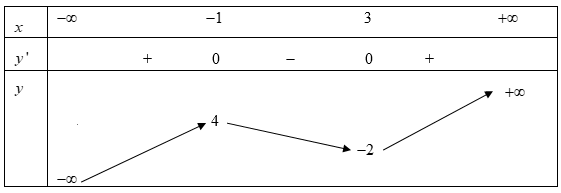 x −∞ −1 3 +∞
y' + 0 − 0 +
y +∞
4
−2
−∞